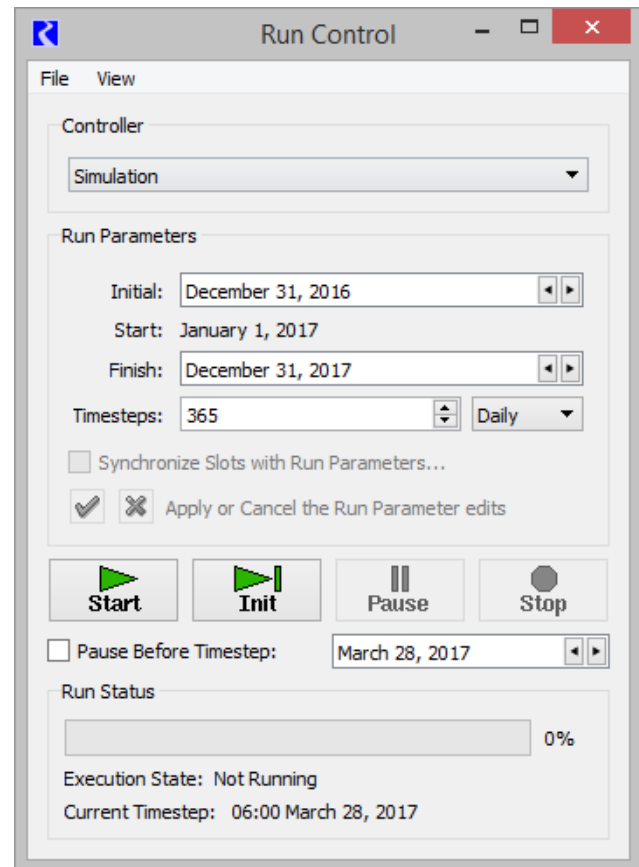 Run Control
File View
Controller
Simulation
Run Parameters
Initial: December 31, 2016
Start: January 1, 2017
Finish: December 31, 2017
Timesteps: 365 Daily
Synchronize Slots with Run Parameters...
Apply or Cancel the Run Parameter edits
Start Init Pause Stop
Pause Before Timestep: March 28, 2017
Run Status
0%
Execution State: Not Running
Current Timestep: 06:00 March 28, 2017